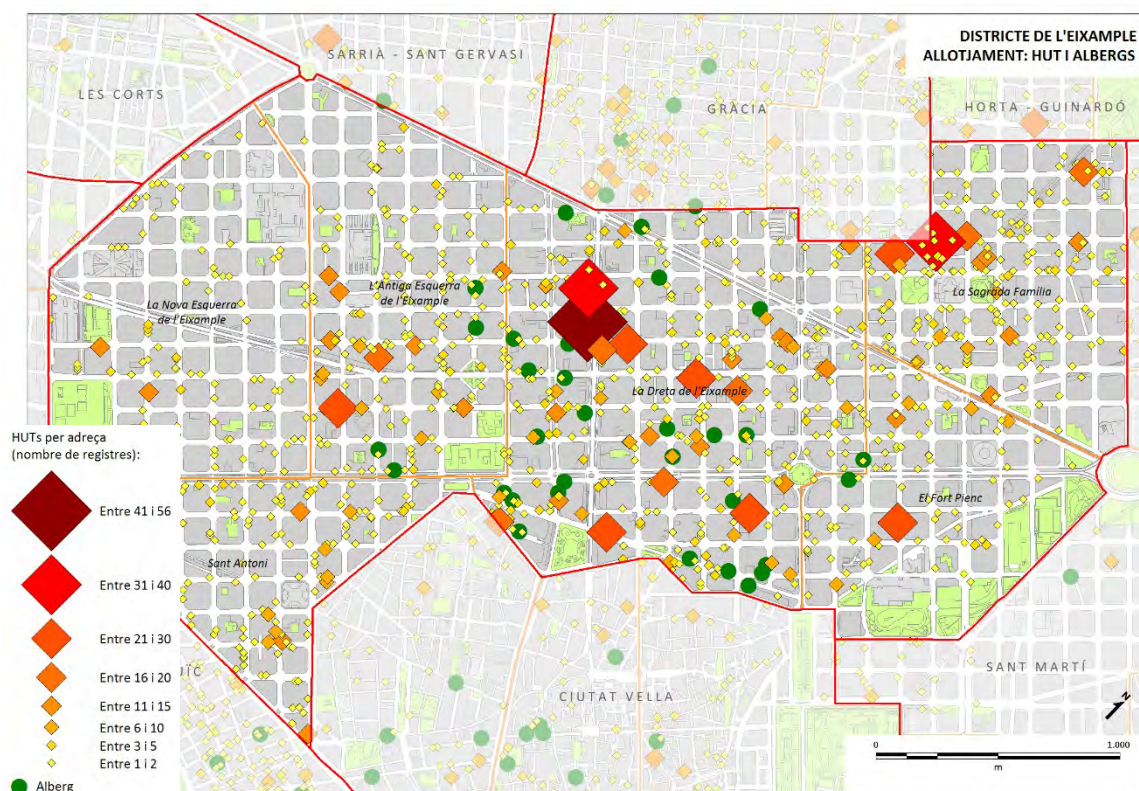 DISTRICTE DE L'EIXAMPLE
ALLOTJAMENT: HUT I ALBERGS
SARRIÀ - SANT GERVASI
LES CORTS
GRÀCIA
HORTA - GUINARDÓ
La Nova Esquerra
de l'Eixample
L'Antiga Esquerra
de l'Eixample
La Sagrada Família
La Dreta de l'Eixample
El Fort Pienc
Sant Antoni
CIUTAT VELLA
SANT MARTÍ
ÏC
HUTs per adreça
(nombre de registres):
Entre 41 i 56
Entre 31 i 40
Entre 21 i 30
Entre 16 i 20
Entre 11 i 15
Entre 6 i 10
Entre 3 i 5
Entre 1 i 2
Alberg
N
0 1.000
m